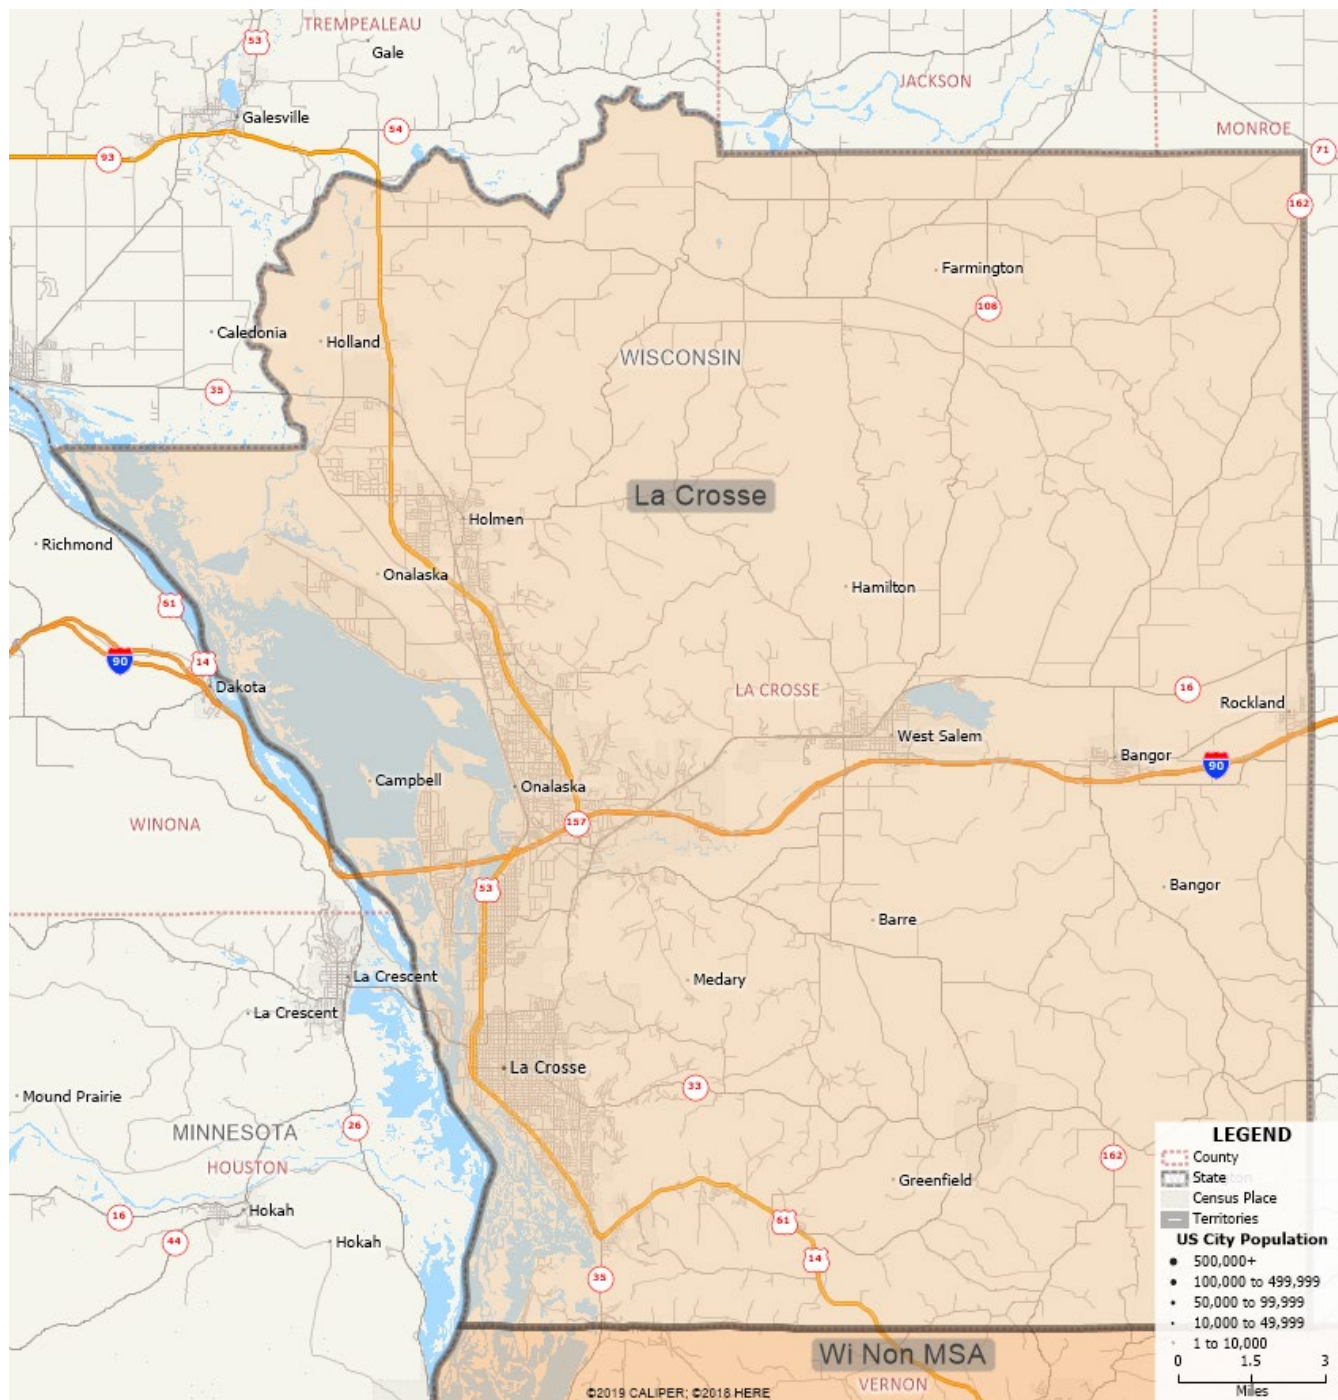 TREMPEALEAU
53
Gale
JACKSON
Galesville
54
MONROE
93
71
162
Farmington
108
Caledonia
Holland
WISCONSIN
35
La Crosse
Holmen
Richmond
Onalaska
Hamilton
61
90
14
Dakota
LA CROSSE
16
Rockland
West Salem
Bangor
90
Campbell
Onalaska
WINONA
157
53
Bangor
Barre
La Crescent
Medary
La Crescent
La Crosse
33
Mound Prairie
26
MINNESOTA
HOUSTON
162
Greenfield
16
Hokah
61
44
Hokah
14
35
LEGEND
County
State
Census Place
Territories
US City Population
500,000+
100,000 to 499,999
50,000 to 99,999
10,000 to 49,999
1 to 10,000
0 1.5 3
Miles
Wi Non MSA
VERNON
©2019 CALIPER; ©2018 HERE